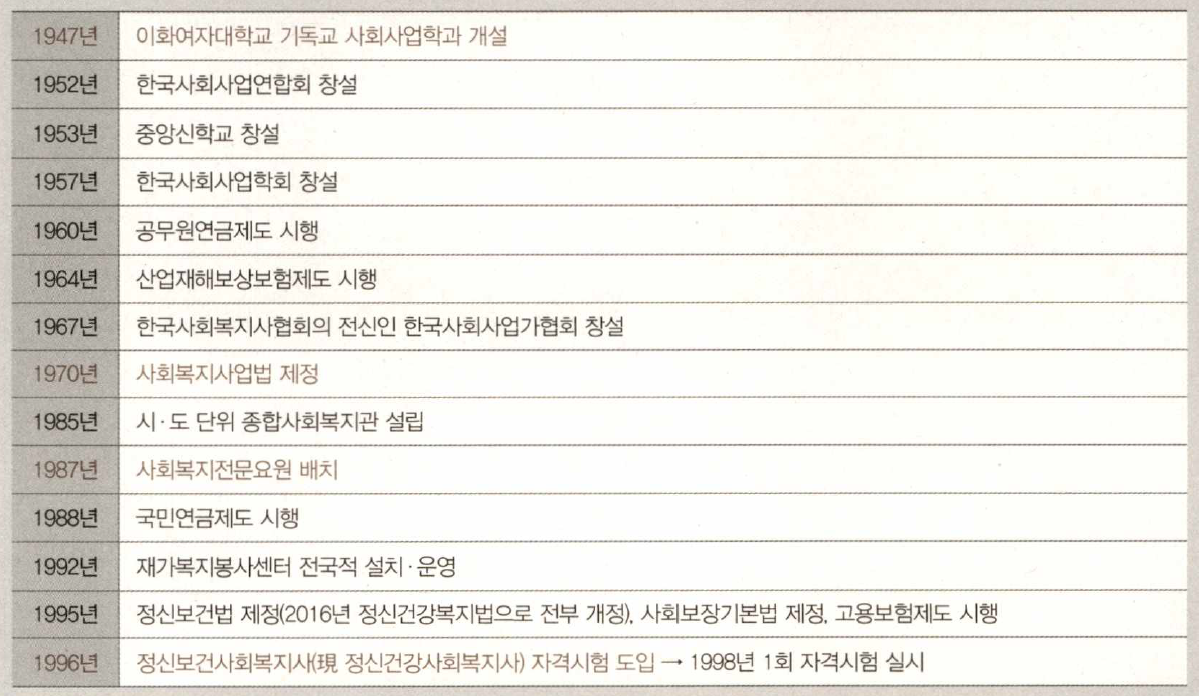 1947년 이화여자대학교 기독교 사회사업학과 개설
1952년 한국사회사업연합회 창설
1953년 중앙신학교 창설
1957년 한국사회사업학회 창설
1960년 공무원연금제도 시행
1964년 산업재해보상보험제도 시행
1967년 한국사회복지사협회의 전신인 한국사회사업가협회 창설
1970년 사회복지사업법 제정
1985년 시·도 단위 종합사회복지관 설립
1987년 사회복지전문요원 배치
1988년 국민연금제도 시행
1992년 재가복지봉사센터 전국적 설치·운영
1995년 정신보건법 제정(2016년 정신건강복지법으로 전부 개정), 사회보장기본법 제정, 고용보험제도 시행
1996년 정신보건사회복지사(現 정신건강사회복지사) 자격시험 도입 → 1998년 1회 자격시험 실시